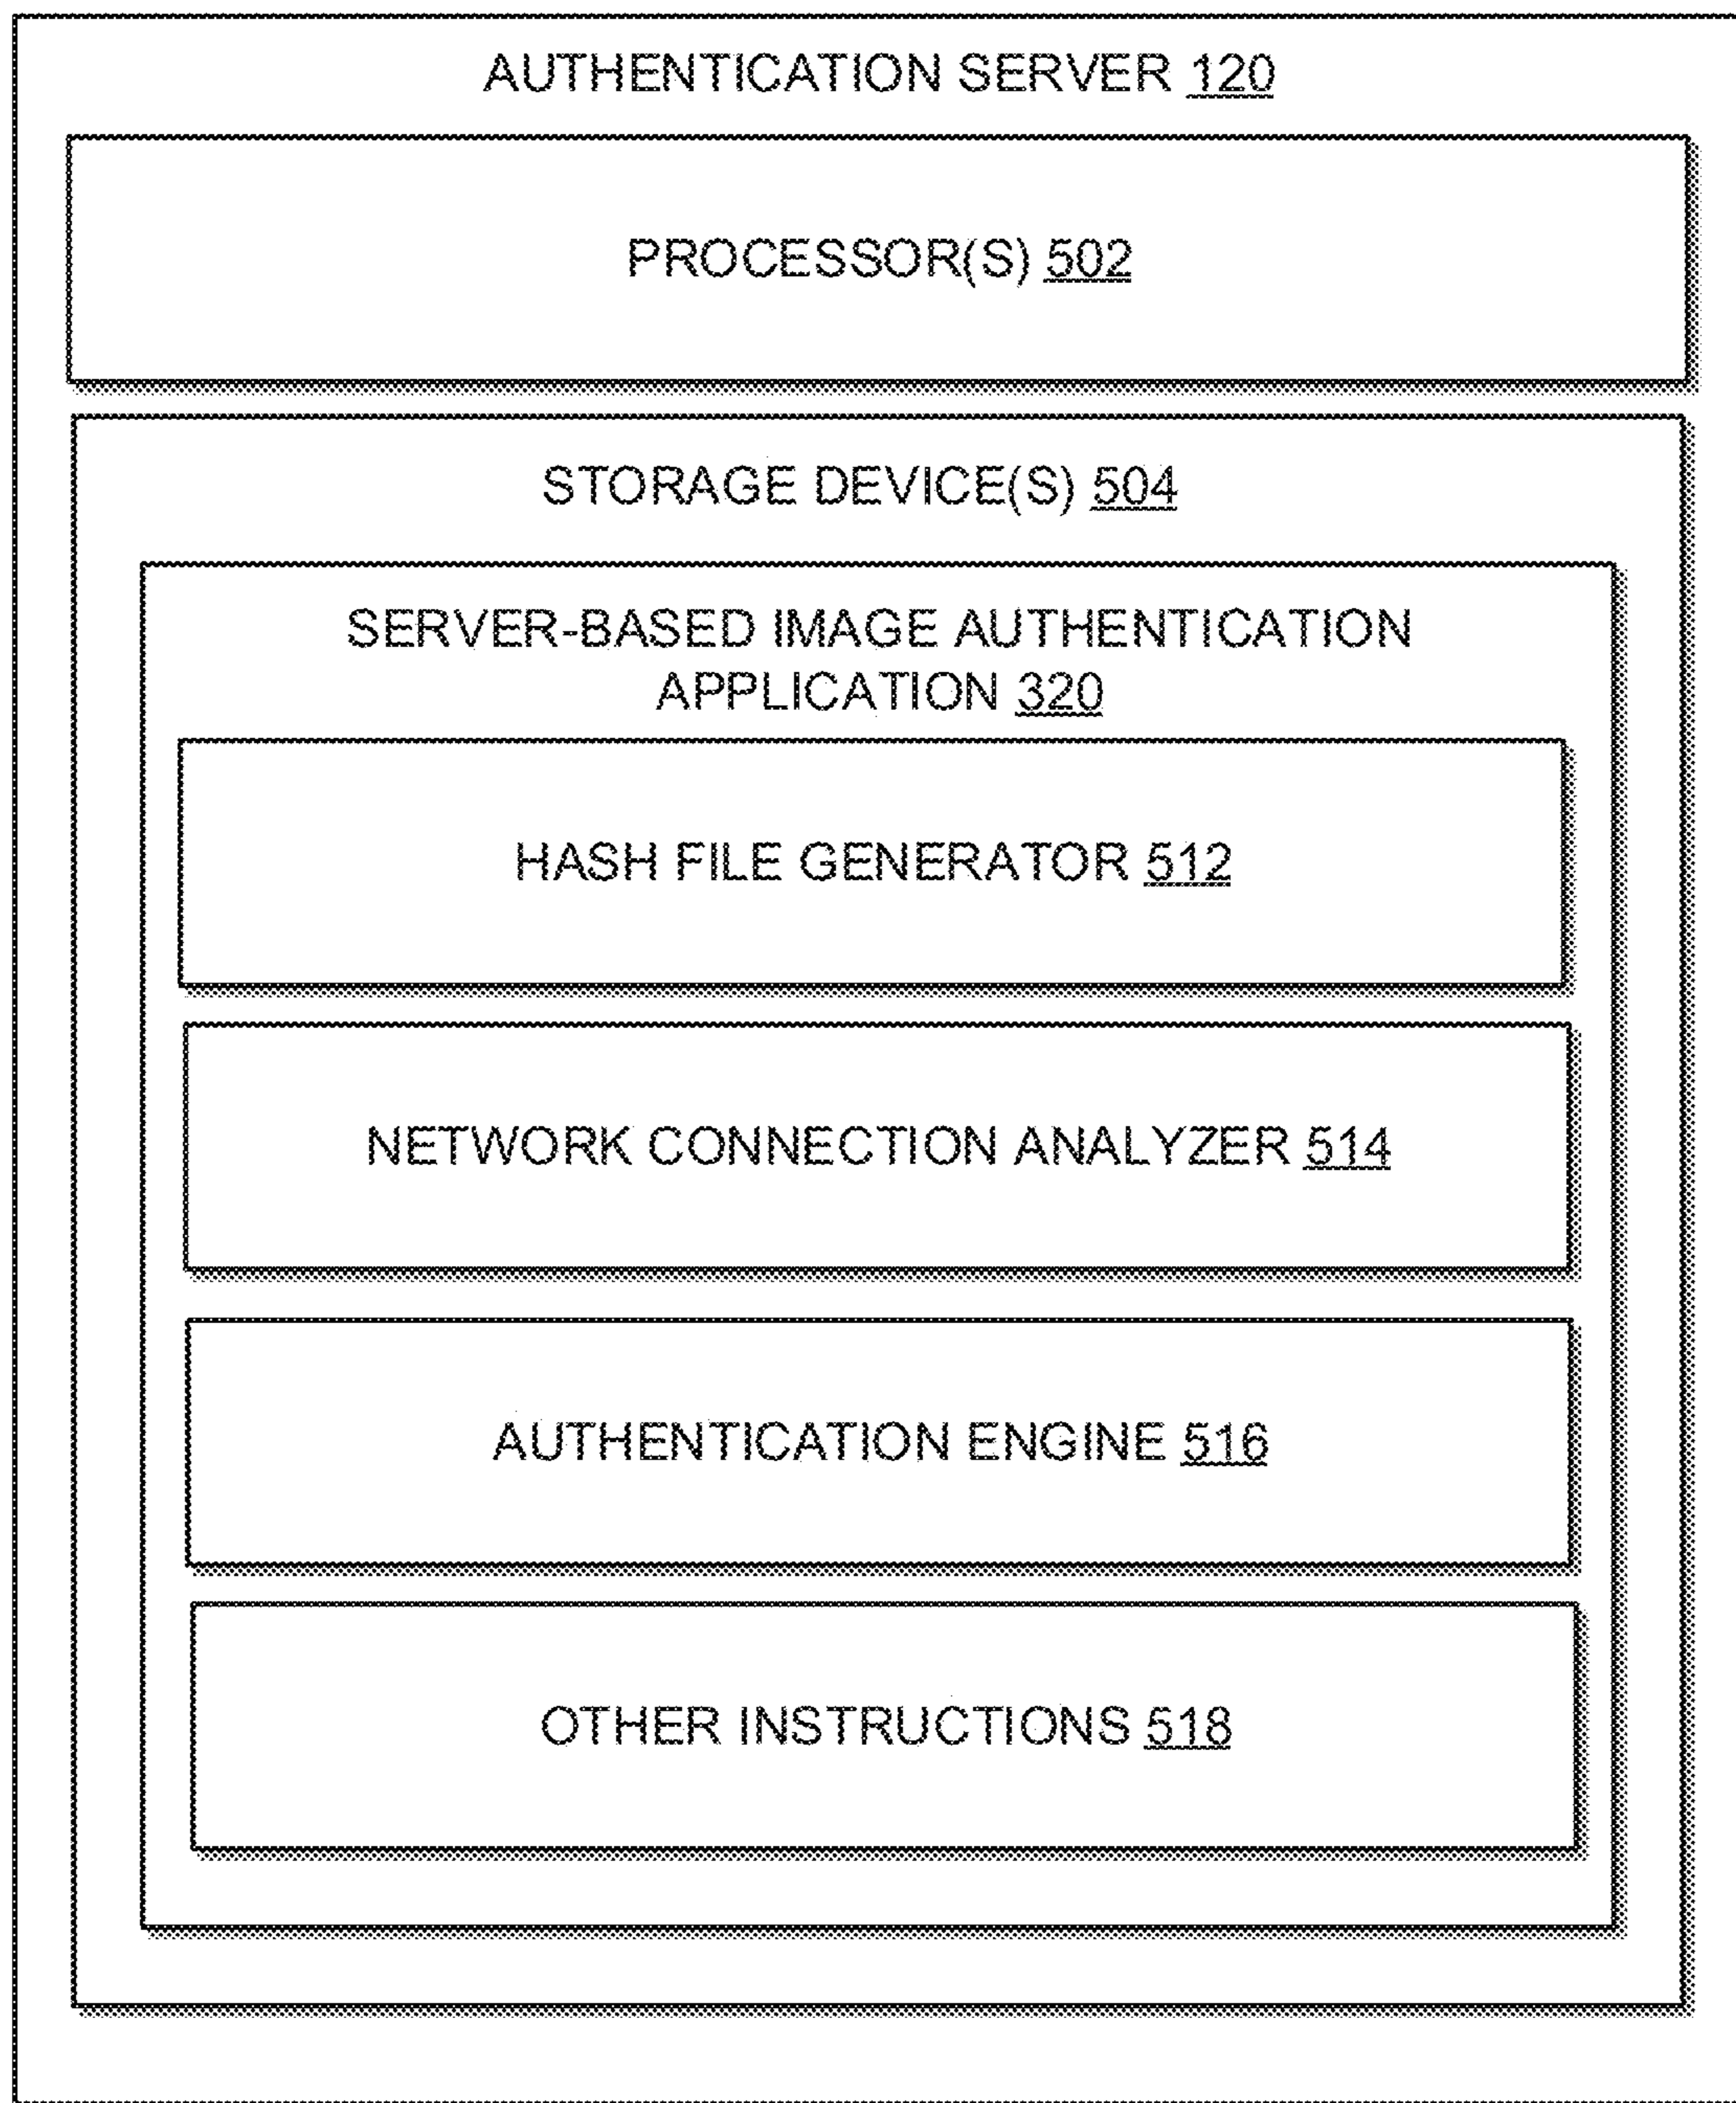 AUTHENTICATION SERVER 120
PROCESSOR(S) 502
STORAGE DEVICE(S) 504
SERVER-BASED IMAGE AUTHENTICATION
APPLICATION 320
HASH FILE GENERATOR 512
NETWORK CONNECTION ANALYZER 514
AUTHENTICATION ENGINE 516
OTHER INSTRUCTIONS 518